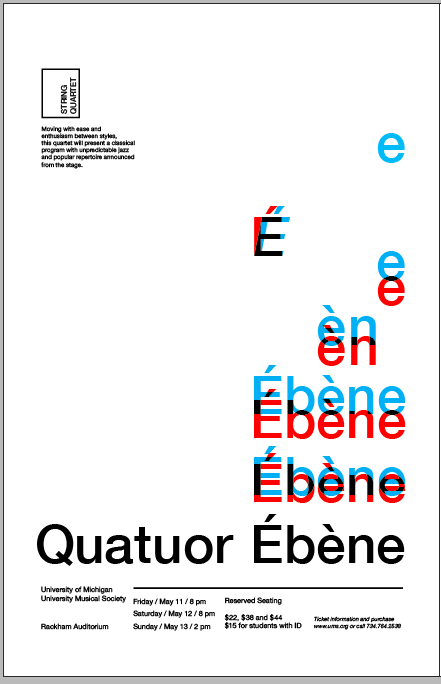 STRING
QUARTET
Moving with ease and
enthusiasm between styles,
this quartet will present a classical
program with unpredictable jazz
and popular repertoire announced
from the stage.
e
É
e
e
èn
èn
Ébène
Ébène
Ébène
Ébène
Quatuor Ébène
University of Michigan
University Musical Society
Rackham Auditorium
Friday / May 11 / 8 pm
Saturday / May 12 / 8 pm
Sunday / May 13 / 2 pm
Reserved Seating
$22, $38 and $44
$15 for students with ID
Ticket information and purchase
www.ums.org or call 734.764.2538